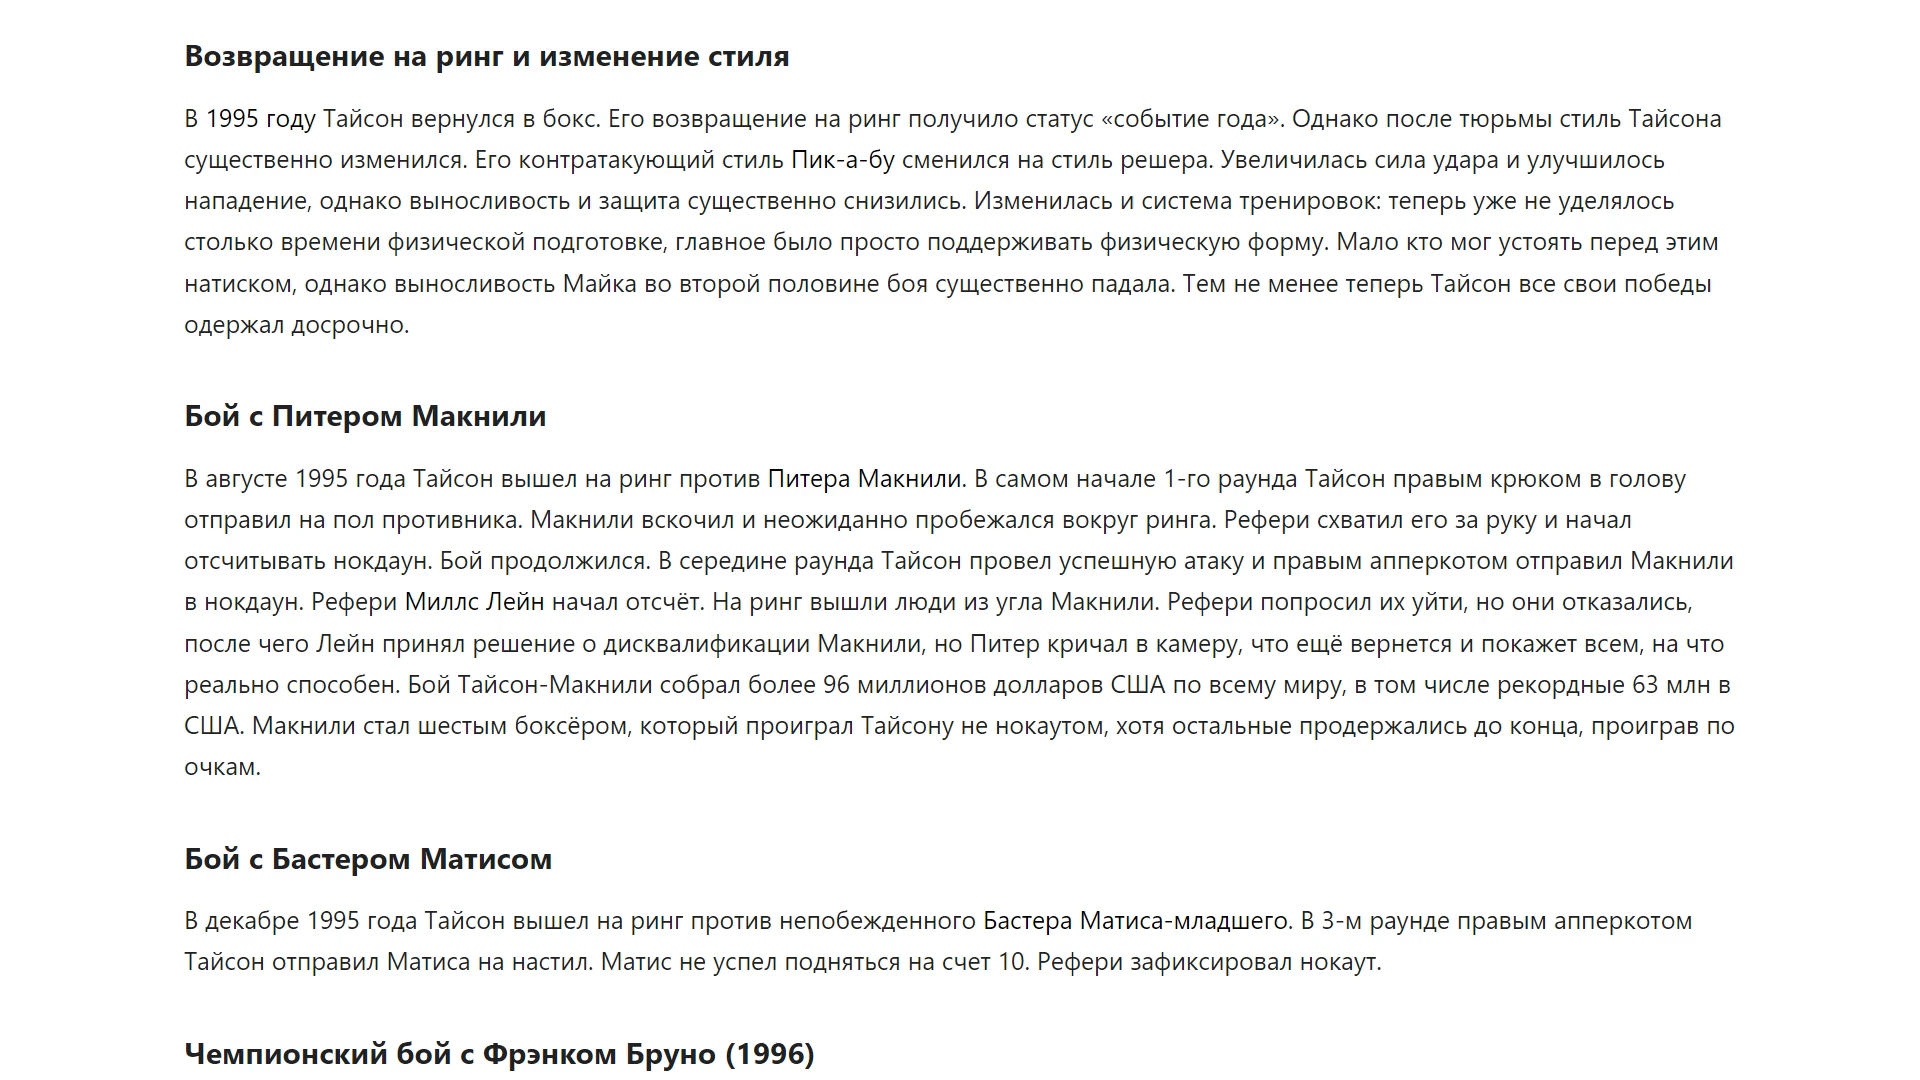 Возвращение на ринг и изменение стиля
В 1995 году Тайсон вернулся в бокс. Его возвращение на ринг получило статус «событие года». Однако после тюрьмы стиль Тайсона
существенно изменился. Его контратакующий стиль Пик-а-бу сменился на стиль решера. Увеличилась сила удара и улучшилось
нападение, однако выносливость и защита существенно снизились. Изменилась и система тренировок: теперь уже не уделялось
столько времени физической подготовке, главное было просто поддерживать физическую форму. Мало кто мог устоять перед этим
натиском, однако выносливость Майка во второй половине боя существенно падала. Тем не менее теперь Тайсон все свои победы
одержал досрочно.
Бой с Питером Макнили
В августе 1995 года Тайсон вышел на ринг против Питера Макнили. В самом начале 1-го раунда Тайсон правым крюком в голову
отправил на пол противника. Макнили вскочил и неожиданно пробежался вокруг ринга. Рефери схватил его за руку и начал
отсчитывать нокдаун. Бой продолжился. В середине раунда Тайсон провел успешную атаку и правым апперкотом отправил Макнили
в нокдаун. Рефери Миллс Лейн начал отсчёт. На ринг вышли люди из угла Макнили. Рефери попросил их уйти, но они отказались,
после чего Лейн принял решение о дисквалификации Макнили, но Питер кричал в камеру, что ещё вернется и покажет всем, на что
реально способен. Бой Тайсон-Макнили собрал более 96 миллионов долларов США по всему миру, в том числе рекордные 63 млн в
США. Макнили стал шестым боксёром, который проиграл Тайсону не нокаутом, хотя остальные продержались до конца, проиграв по
очкам.
Бой с Бастером Матисом
В декабре 1995 года Тайсон вышел на ринг против непобежденного Бастера Матиса-младшего. В 3-м раунде правым апперкотом
Тайсон отправил Матиса на настил. Матис не успел подняться на счет 10. Рефери зафиксировал нокаут.
Чемпионский бой с Фрэнком Бруно (1996)